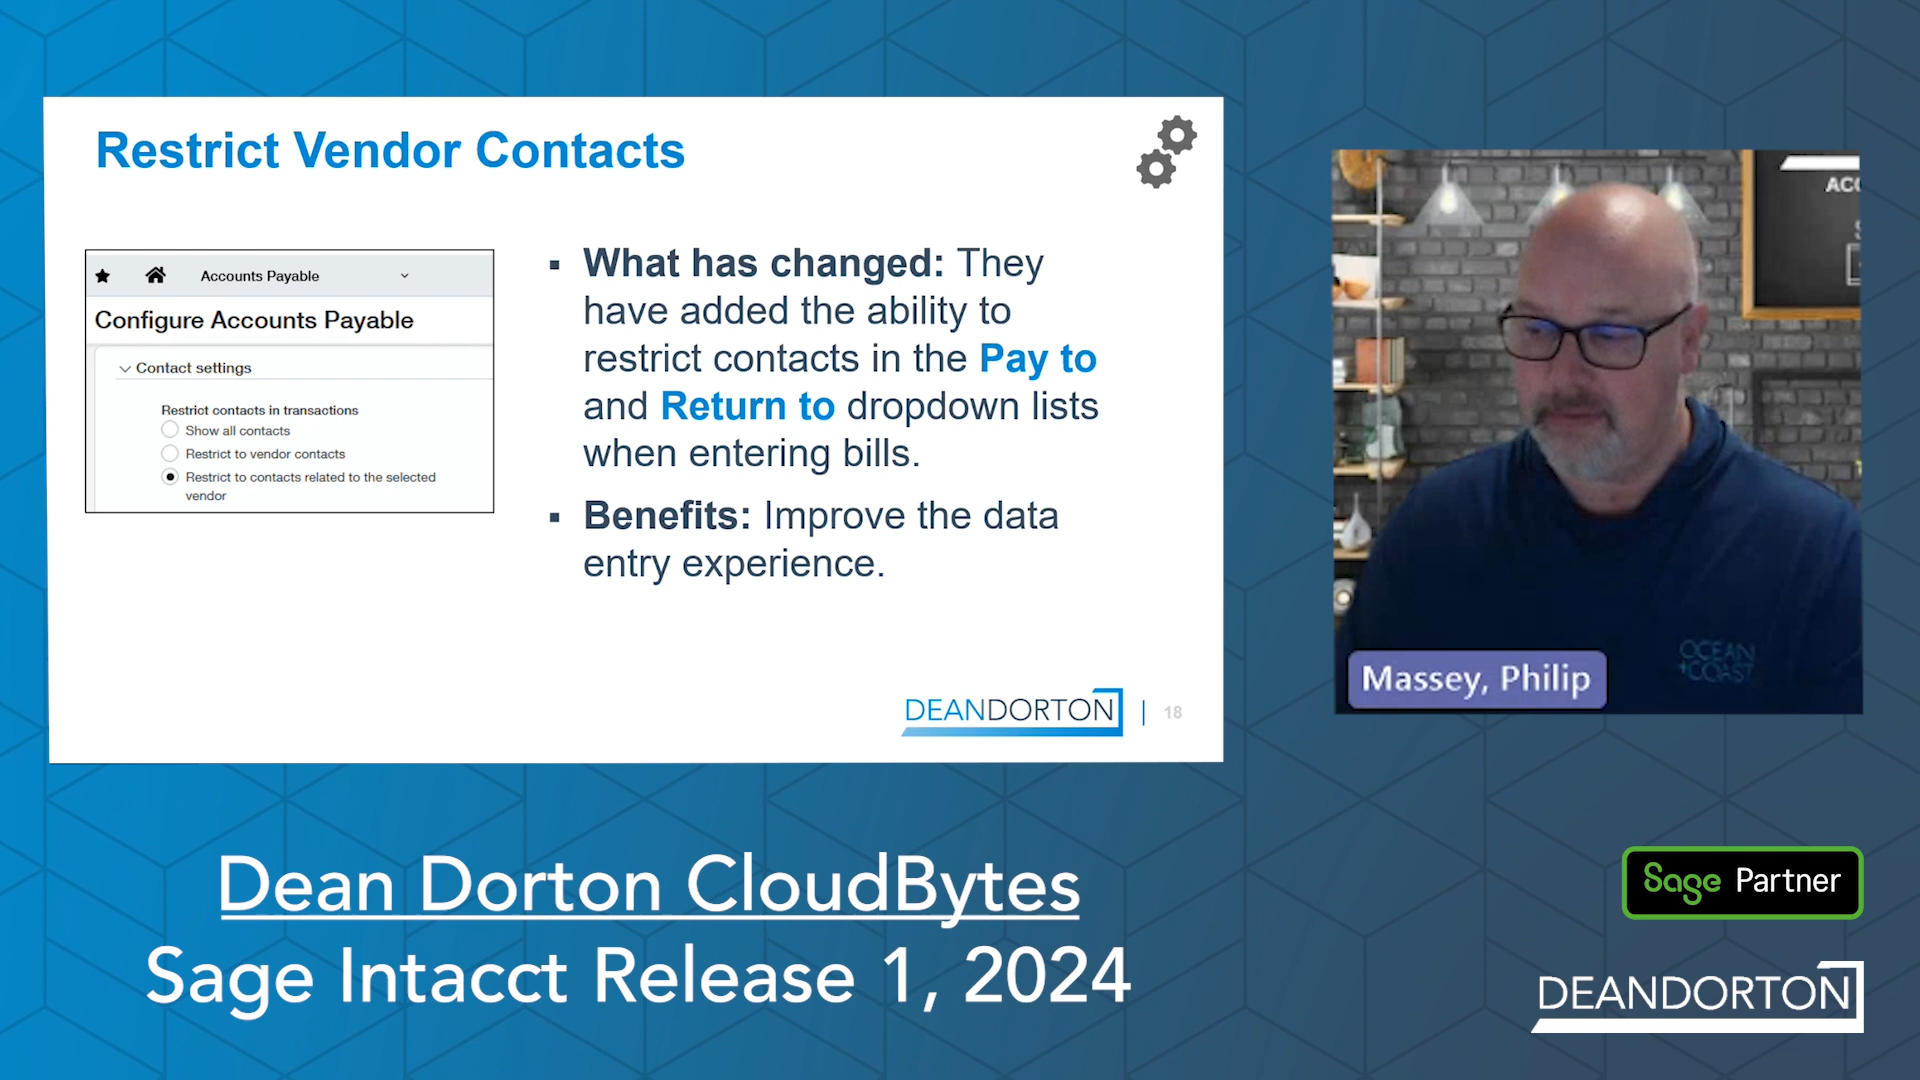 Restrict Vendor Contacts
Accounts Payable
Configure Accounts Payable
Contact settings
Restrict contacts in transactions
Show all contacts
Restrict to vendor contacts
Restrict to contacts related to the selected
vendor
▪ What has changed: They
have added the ability to
restrict contacts in the Pay to
and Return to dropdown lists
when entering bills.
▪ Benefits: Improve the data
entry experience.
DEANDORTON | 18
OCEAN
+COAST
Massey, Philip
Dean Dorton CloudBytes
Sage Intacct Release 1, 2024
Sage Partner
DEANDORTON